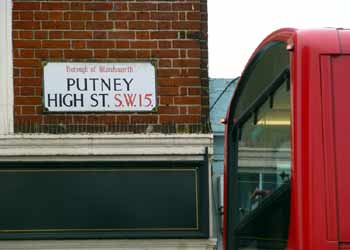 Borough of Wandsworth
PUTNEY
HIGH ST. S.W.15.